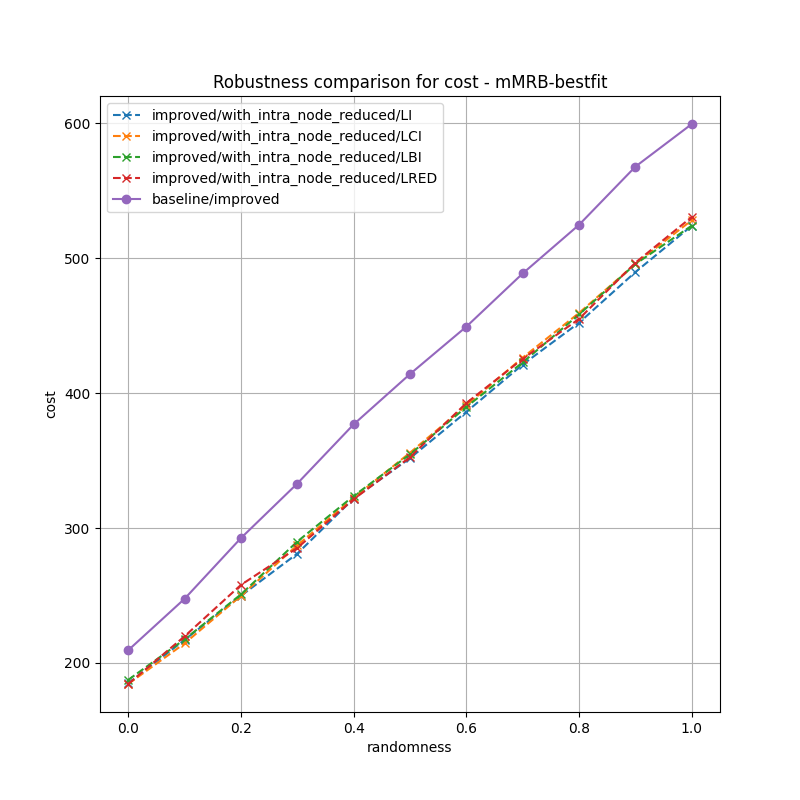 Robustness comparison for cost - mMRB-bestfit
improved/with_intra_node_reduced/LI
improved/with_intra_node_reduced/LCI
improved/with_intra_node_reduced/LBI
improved/with_intra_node_reduced/LRED
baseline/improved
600
500
400
300
200
cost
0.0 0.2 0.4 0.6 0.8 1.0
randomness